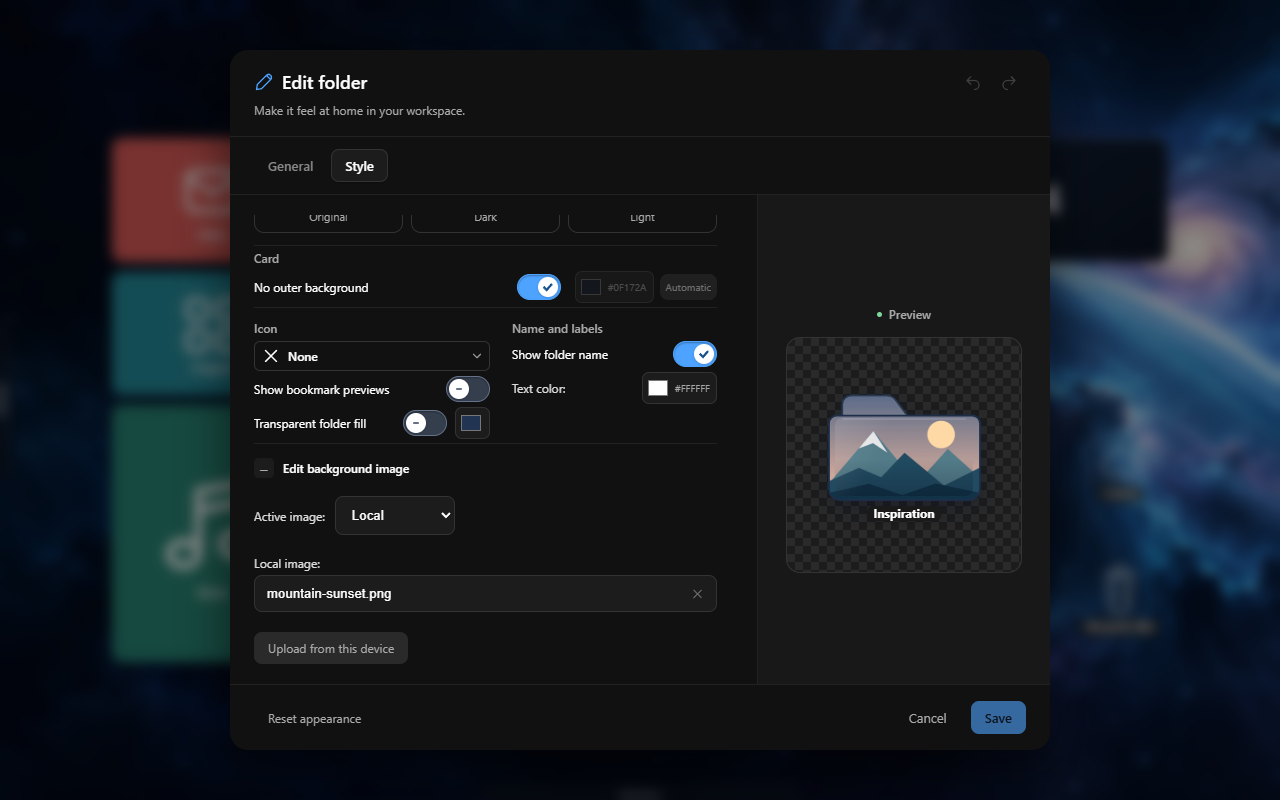 Edit folder
Make it feel at home in your workspace.
General
Style
Original
Dark
Light
Card
No outer background
#0F172A
Automatic
Icon
Name and labels
None
Show folder name
Show bookmark previews
Text color:
#FFFFFF
Transparent folder fill
Edit background image
Active image:
Local
Local image:
mountain-sunset.png
Upload from this device
Preview
Inspiration
Reset appearance
Cancel
Save